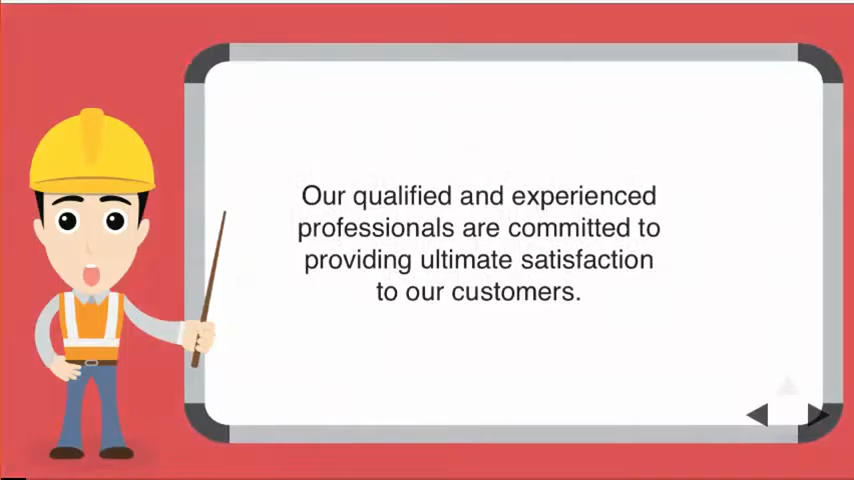 Our qualified and experienced
professionals are committed to
providing ultimate satisfaction
to our customers.